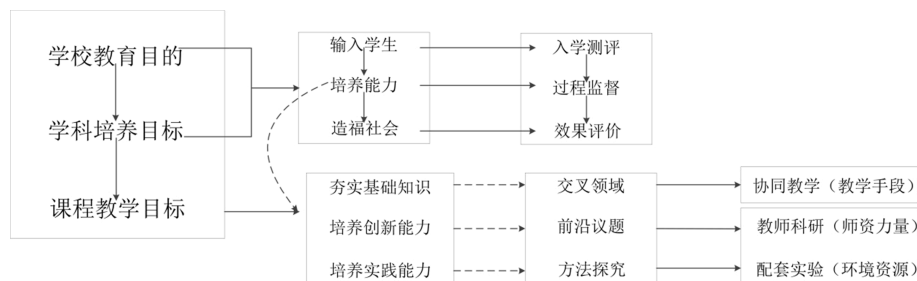 学校教育目的
学科培养目标
课程教学目标
输入学生
培养能力
造福社会
入学测评
过程监督
效果评价
夯实基础知识
培养创新能力
培养实践能力
交叉领域
前沿议题
方法探究
协同教学（教学手段）
教师科研（师资力量）
配套实验（环境资源）